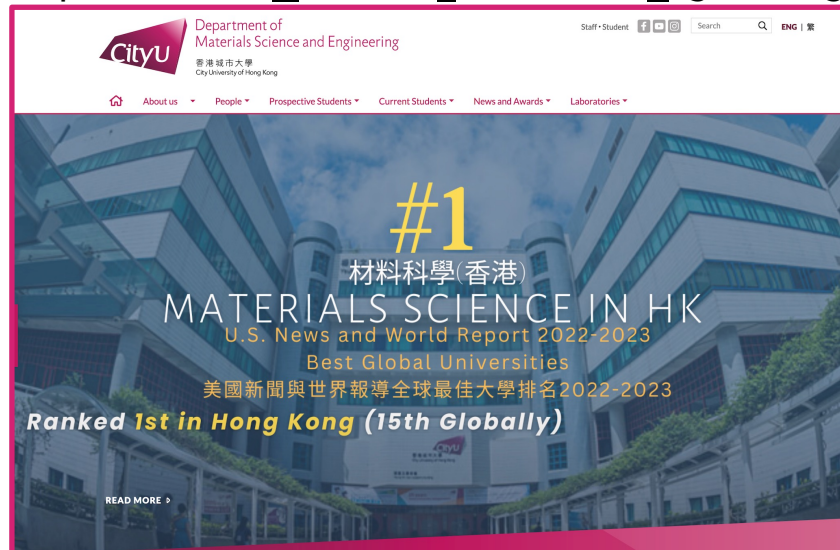 Department of
Materials Science and Engineering
香港城市大學
City University of Hong Kong
CityU
Staff • Student
Search
ENG | 繁
About us
People
Prospective Students
Current Students
News and Awards
Laboratories
#1
材料科學(香港)
MATERIALS SCIENCE IN HK
U.S. News and World Report 2022-2023
Best Global Universities
美國新聞與世界報導全球最佳大學排名2022-2023
Ranked 1st in Hong Kong (15th Globally)
CityU
READ MORE